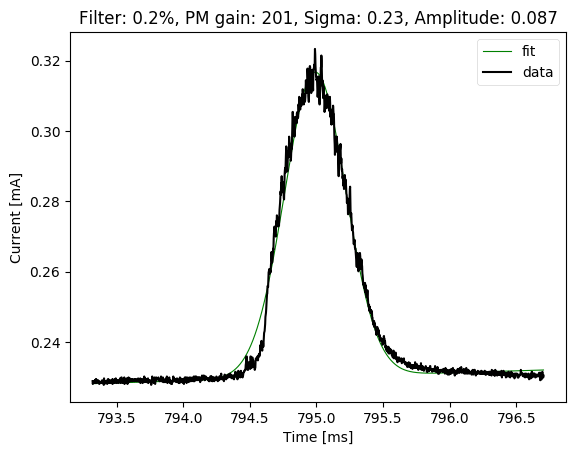 Filter: 0.2%, PM gain: 201, Sigma: 0.23, Amplitude: 0.087
fit
data
0.32
0.30
0.28
0.26
0.24
Current [mA]
793.5 794.0 794.5 795.0 795.5 796.0 796.5
Time [ms]